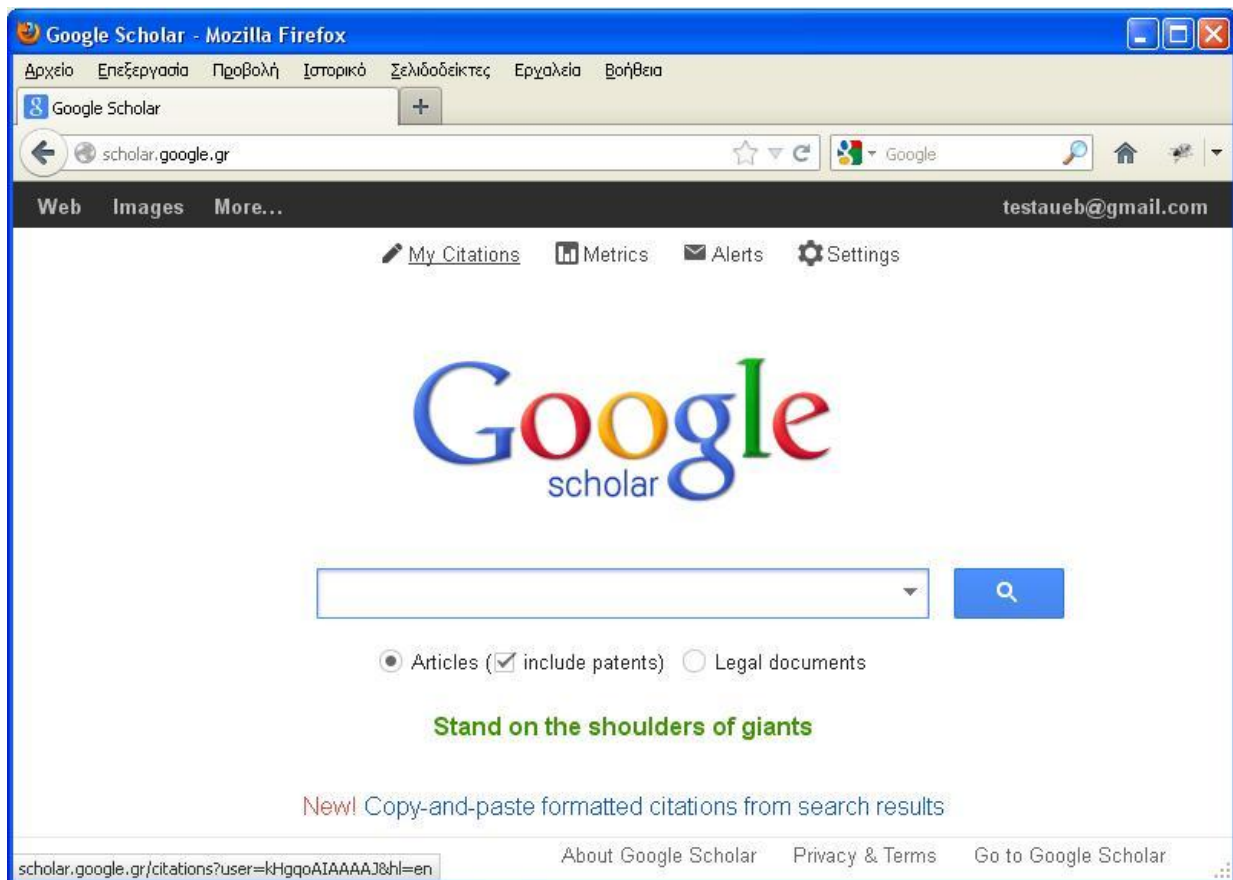 Google Scholar - Mozilla Firefox
Αρχείο Επεξεργασία Προβολή Ιστορικό Σελιδοδείκτες Εργαλεία Βοήθεια
8 Google Scholar +
scholar.google.gr Google
Web Images More... testaueb@gmail.com
My Citations Metrics Alerts Settings
Google
scholar
Articles (include patents) Legal documents
Stand on the shoulders of giants
New! Copy-and-paste formatted citations from search results
About Google Scholar Privacy & Terms Go to Google Scholar
scholar.google.gr/citations?user=kHgqoAIAAAAJ&hl=en